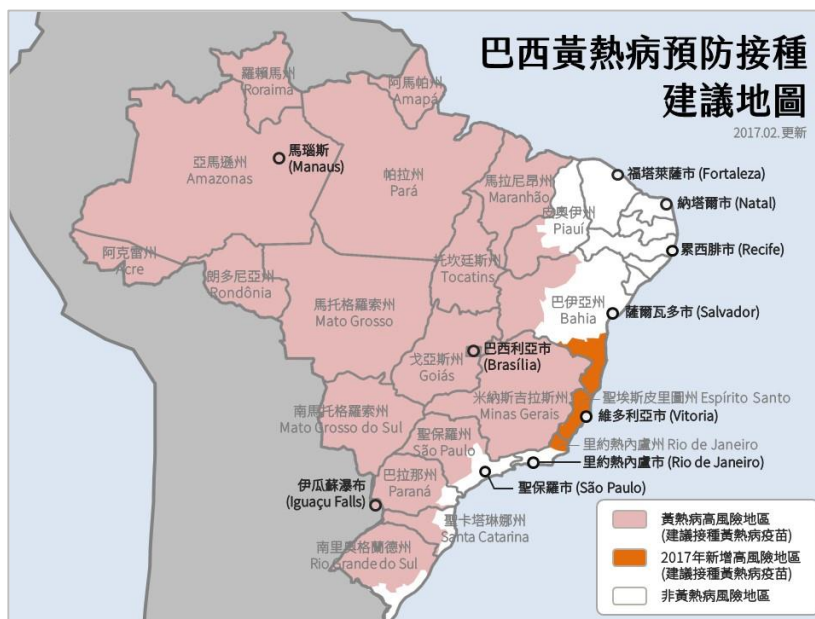 巴西黃熱病預防接種
建議地圖
2017.02.更新
羅賴馬州
Roraima
阿馬帕州
Amapá
亞馬遜州
Amazonas
馬瑙斯
(Manaus)
帕拉州
Pará
馬拉尼昂州
Maranhão
皮奧伊州
Piauí
福塔萊薩市 (Fortaleza)
納塔爾市 (Natal)
累西腓市 (Recife)
阿克雷州
Acre
朗多尼亞州
Rondônia
托坎廷斯州
Tocatins
馬托格羅索州
Mato Grosso
巴伊亞州
Bahia
薩爾瓦多市 (Salvador)
戈亞斯州
Goiás
巴西利亞市
(Brasília)
米納斯吉拉斯州
Minas Gerais
聖埃斯皮里圖州 Espírito Santo
維多利亞市 (Vitoria)
南馬托格羅索州
Mato Grosso do Sul
聖保羅州
São Paulo
里約熱內盧州 Rio de Janeiro
里約熱內盧市 (Rio de Janeiro)
聖保羅市 (São Paulo)
巴拉那州
Paraná
伊瓜蘇瀑布
(Iguaçu Falls)
聖卡塔琳娜州
Santa Catarina
南里奧格蘭德州
Rio Grande do Sul
黃熱病高風險地區
(建議接種黃熱病疫苗)
2017年新增高風險地區
(建議接種黃熱病疫苗)
非黃熱病風險地區